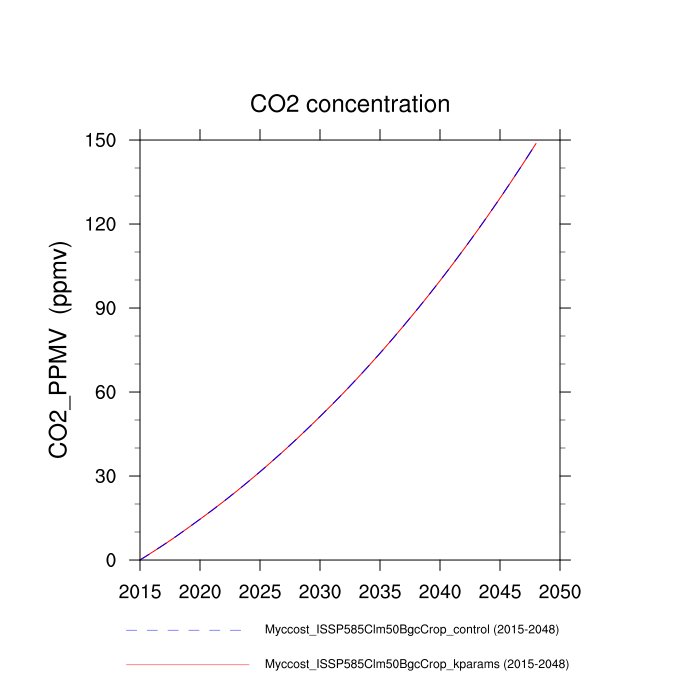 CO2 concentration
150
120
90
60
30
0
CO2_PPMV (ppmv)
2015 2020 2025 2030 2035 2040 2045 2050
Myccost_ISSP585Clm50BgcCrop_control (2015-2048)
Myccost_ISSP585Clm50BgcCrop_kparams (2015-2048)